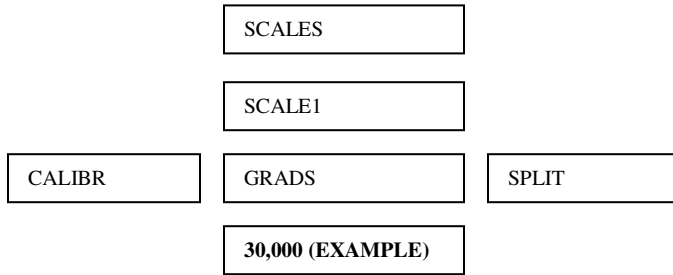 SCALES
SCALE1
CALIBR
GRADS
SPLIT
30,000 (EXAMPLE)